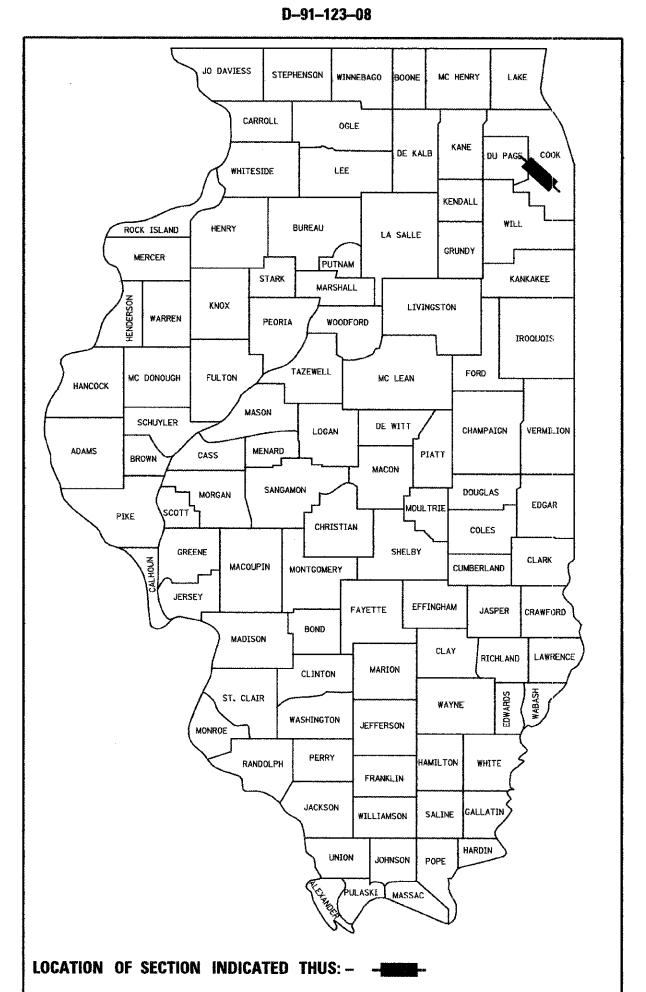 D-91-123-08
JO DAVIESS
STEPHENSON
WINNEBAGO
BOONE
MC HENRY
LAKE
CARROLL
OGLE
DE KALB
KANE
DU PAGE
COOK
WHITESIDE
LEE
KENDALL
WILL
ROCK ISLAND
HENRY
BUREAU
LA SALLE
GRUNDY
MERCER
PUTNAM
STARK
MARSHALL
KANKAKEE
HENDERSON
WARREN
KNOX
PEORIA
WOODFORD
LIVINGSTON
IROQUOIS
HANCOCK
MC DONOUGH
FULTON
TAZEWELL
MC LEAN
FORD
MASON
SCHUYLER
LOGAN
DE WITT
CHAMPAIGN
VERMILION
ADAMS
BROWN
CASS
MENARD
PIATT
MACON
MORGAN
SANGAMON
DOUGLAS
EDGAR
PIKE
SCOTT
CHRISTIAN
MOULTRIE
COLES
GREENE
MACOUPIN
MONTGOMERY
SHELBY
CUMBERLAND
CLARK
CALHOUN
JERSEY
FAYETTE
EFFINGHAM
JASPER
CRAWFORD
MADISON
BOND
CLAY
RICHLAND
LAWRENCE
CLINTON
MARION
ST. CLAIR
WAYNE
EDWARDS
WABASH
WASHINGTON
JEFFERSON
MONROE
RANDOLPH
PERRY
HAMILTON
WHITE
FRANKLIN
JACKSON
WILLIAMSON
SALINE
GALLATIN
UNION
JOHNSON
POPE
HARDIN
ALEXANDER
PULASKI
MASSAC
LOCATION OF SECTION INDICATED THUS: -